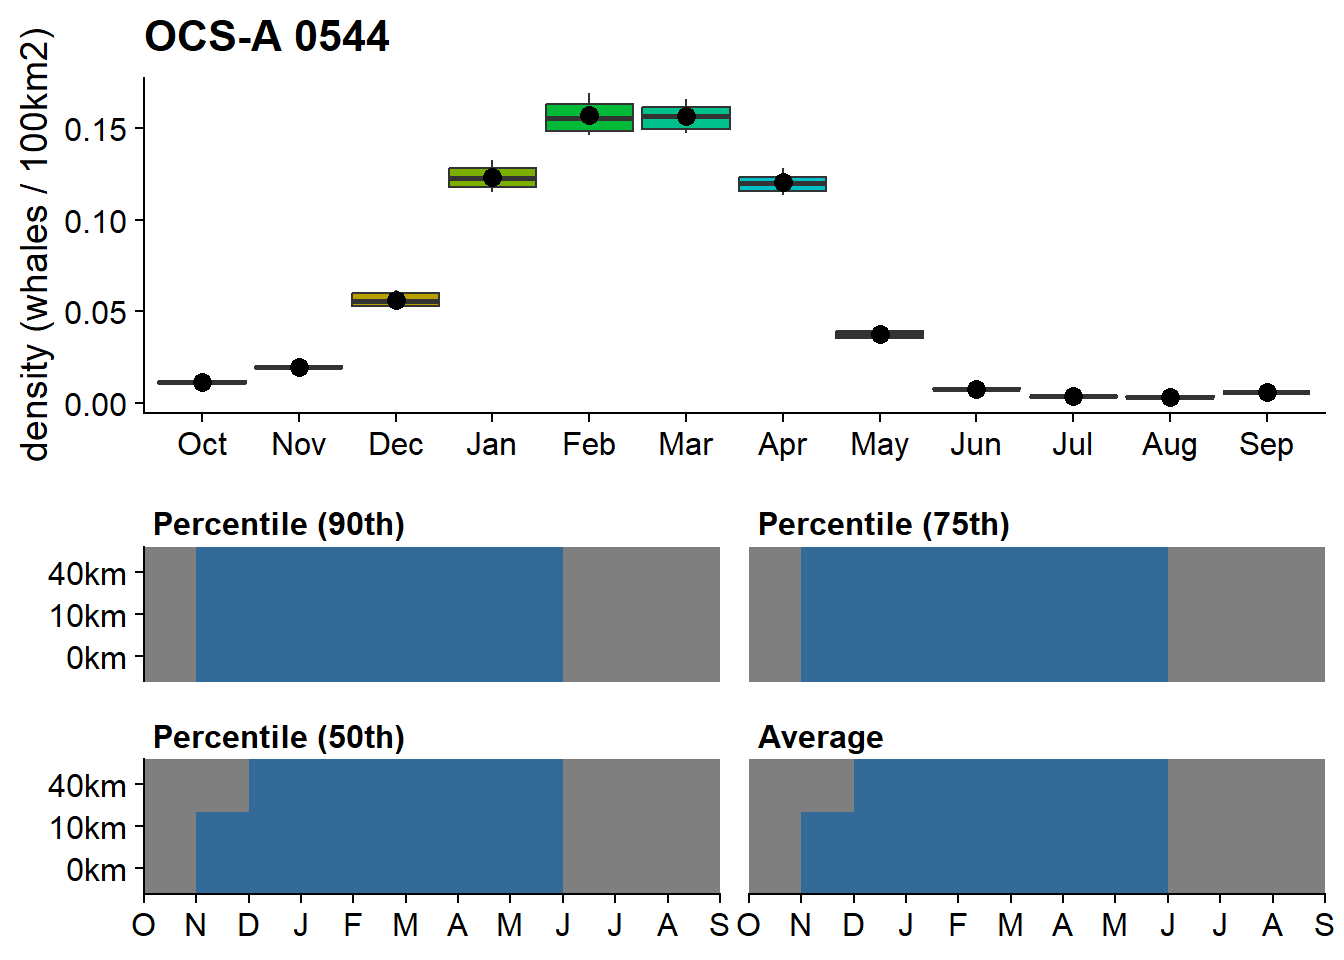 OCS-A 0544
density (whales / 100km2)
0.15
0.10
0.05
0.00
Oct Nov Dec Jan Feb Mar Apr May Jun Jul Aug Sep
Percentile (90th) Percentile (75th)
40km
10km
0km
Percentile (50th) Average
40km
10km
0km
O N D J F M A M J J A S O N D J F M A M J J A S